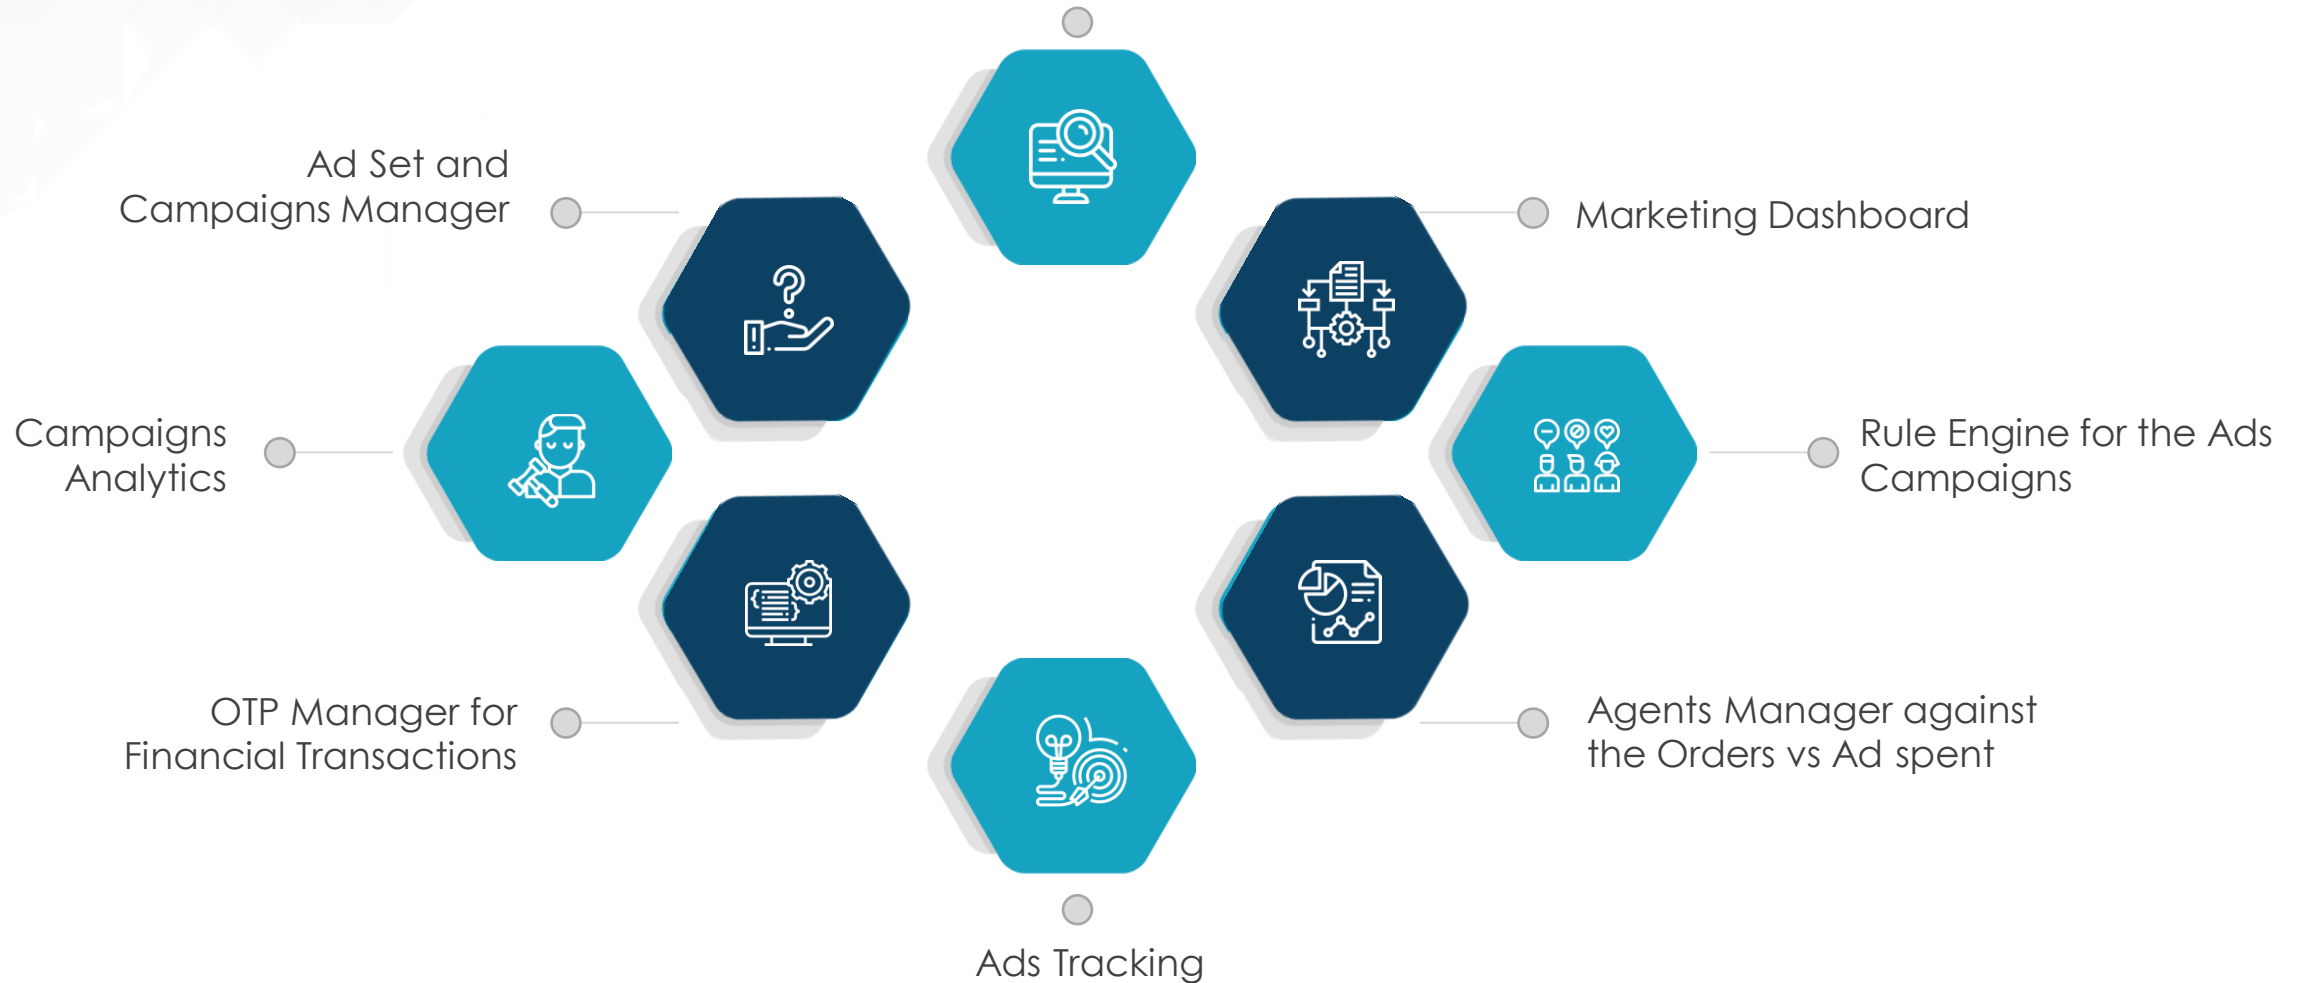 Ad Set and
Campaigns Manager
Marketing Dashboard
Campaigns
Analytics
Rule Engine for the Ads
Campaigns
OTP Manager for
Financial Transactions
Agents Manager against
the Orders vs Ad spent
Ads Tracking